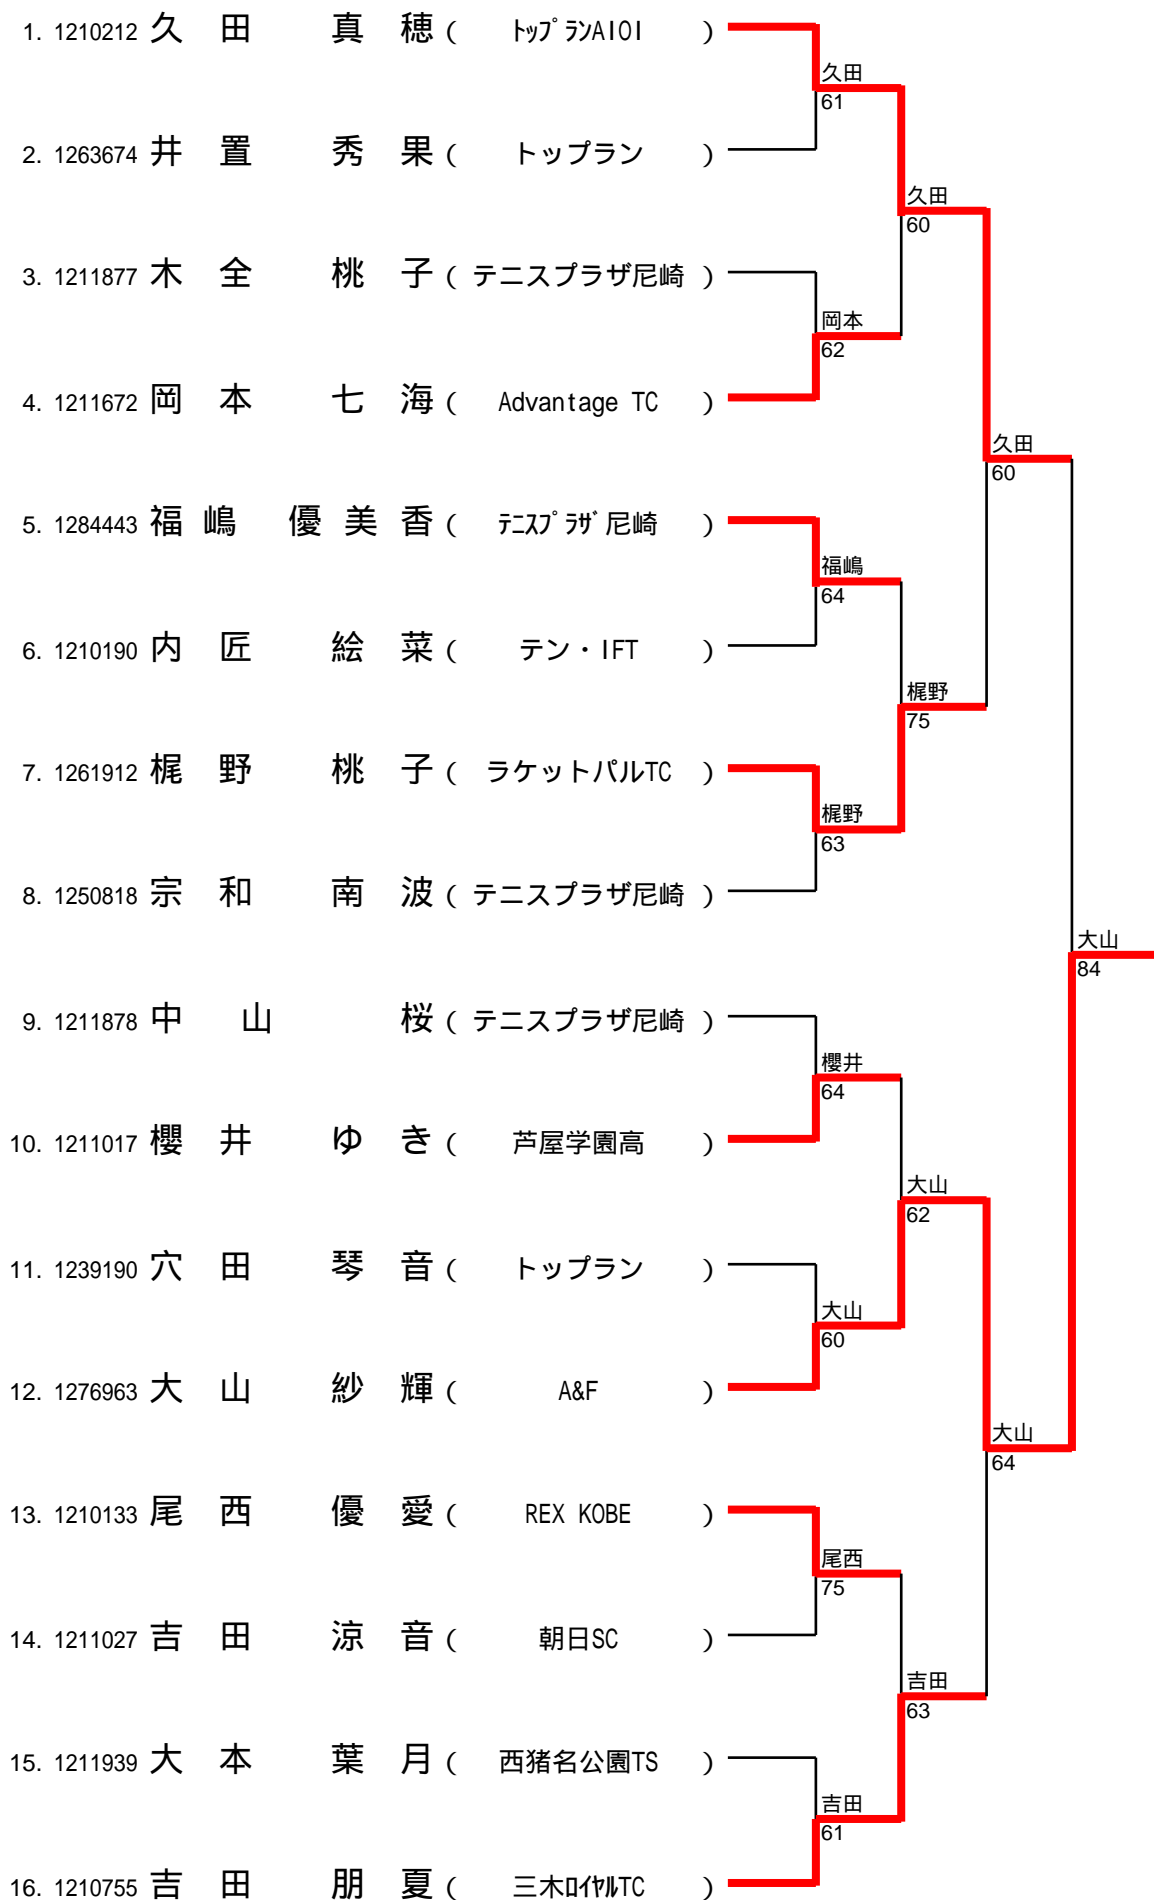 1. 1210212 久 田 真 穂 ( ﾄｯﾌﾟﾗﾝAIOI )
久田
61
2. 1263674 井 置 秀 果 ( トップラン )
久田
60
3. 1211877 木 全 桃 子 ( テニスプラザ尼崎 )
岡本
62
4. 1211672 岡 本 七 海 ( Advantage TC )
久田
60
5. 1284443 福 嶋 優 美 香 ( ﾃﾆｽﾌﾟﾗｻﾞ尼崎 )
福嶋
64
6. 1210190 内 匠 絵 菜 ( テン・IFT )
梶野
75
7. 1261912 梶 野 桃 子 ( ラケットパルTC )
梶野
63
8. 1250818 宗 和 南 波 ( テニスプラザ尼崎 )
大山
84
9. 1211878 中 山 桜 ( テニスプラザ尼崎 )
櫻井
64
10. 1211017 櫻 井 ゆ き ( 芦屋学園高 )
大山
62
11. 1239190 穴 田 琴 音 ( トップラン )
大山
60
12. 1276963 大 山 紗 輝 ( A&F )
大山
64
13. 1210133 尾 西 優 愛 ( REX KOBE )
尾西
75
14. 1211027 吉 田 涼 音 ( 朝日SC )
吉田
63
15. 1211939 大 本 葉 月 ( 西猪名公園TS )
吉田
61
16. 1210755 吉 田 朋 夏 ( 三木ﾛｲﾔﾙTC )